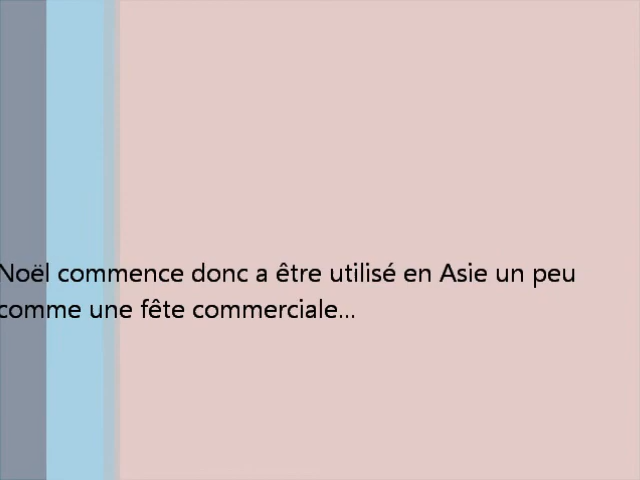 Noël commence donc a être utilisé en Asie un peu
comme une fête commerciale...